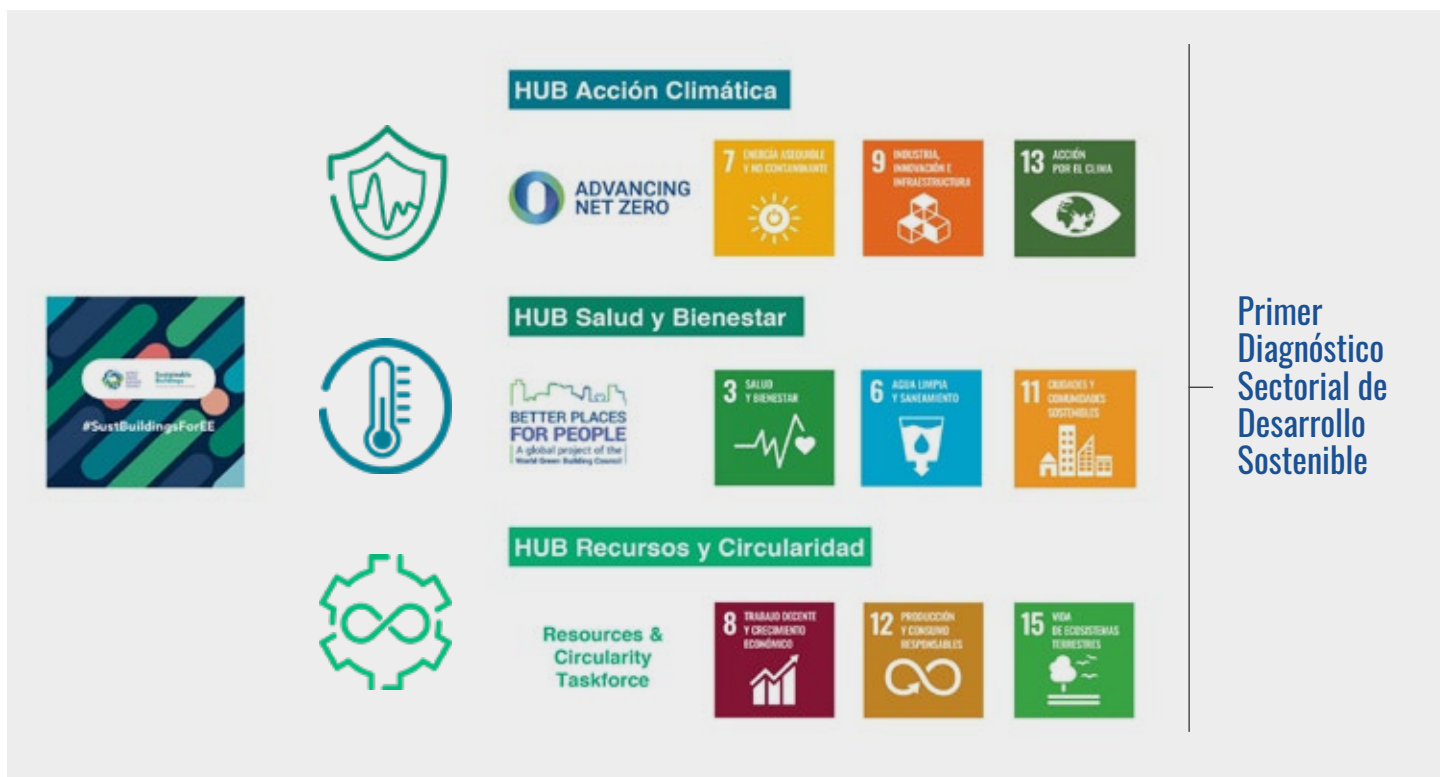 HUB Acción Climática
ADVANCING
NET ZERO
7 ENERGÍA ASEQUIBLE
Y NO CONTAMINANTE
9 INDUSTRIA,
INNOVACIÓN E
INFRAESTRUCTURA
13 ACCIÓN
POR EL CLIMA
#SustBuildingsForEE
Sustainable
Buildings
HUB Salud y Bienestar
BETTER PLACES
FOR PEOPLE
A global project of the
World Green Building Council
3 SALUD
Y BIENESTAR
6 AGUA LIMPIA
Y SANEAMIENTO
11 CIUDADES Y
COMUNIDADES
SOSTENIBLES
HUB Recursos y Circularidad
Resources &
Circularity
Taskforce
8 TRABAJO DECENTE
Y CRECIMIENTO
ECONÓMICO
12 PRODUCCIÓN
Y CONSUMO
RESPONSABLES
15 VIDA
DE ECOSISTEMAS
TERRESTRES
Primer
Diagnóstico
Sectorial de
Desarrollo
Sostenible